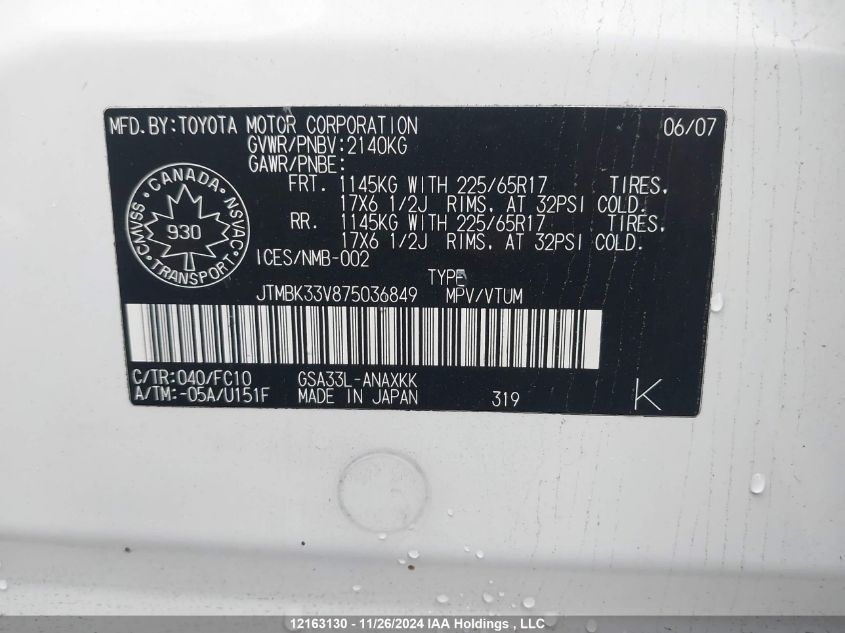 MFD.BY:TOYOTA MOTOR CORPORATION 06/07
GVWR/PNBV:2140KG
GAWR/PNBE:
FRT. 1145KG WITH 225/65R17 TIRES,
17X6 1/2J RIMS, AT 32PSI COLD.
RR. 1145KG WITH 225/65R17 TIRES,
17X6 1/2J RIMS, AT 32PSI COLD.
CANADA
CMVSS 930 NSVAC
TRANSPORT
ICES/NMB-002
TYPE
JTMBK33V875036849 MPV/VTUM
C/TR:040/FC10 GSA33L-ANAXKK
A/TM:-05A/U151F MADE IN JAPAN 319 K
12163130 - 11/26/2024 IAA Holdings , LLC.